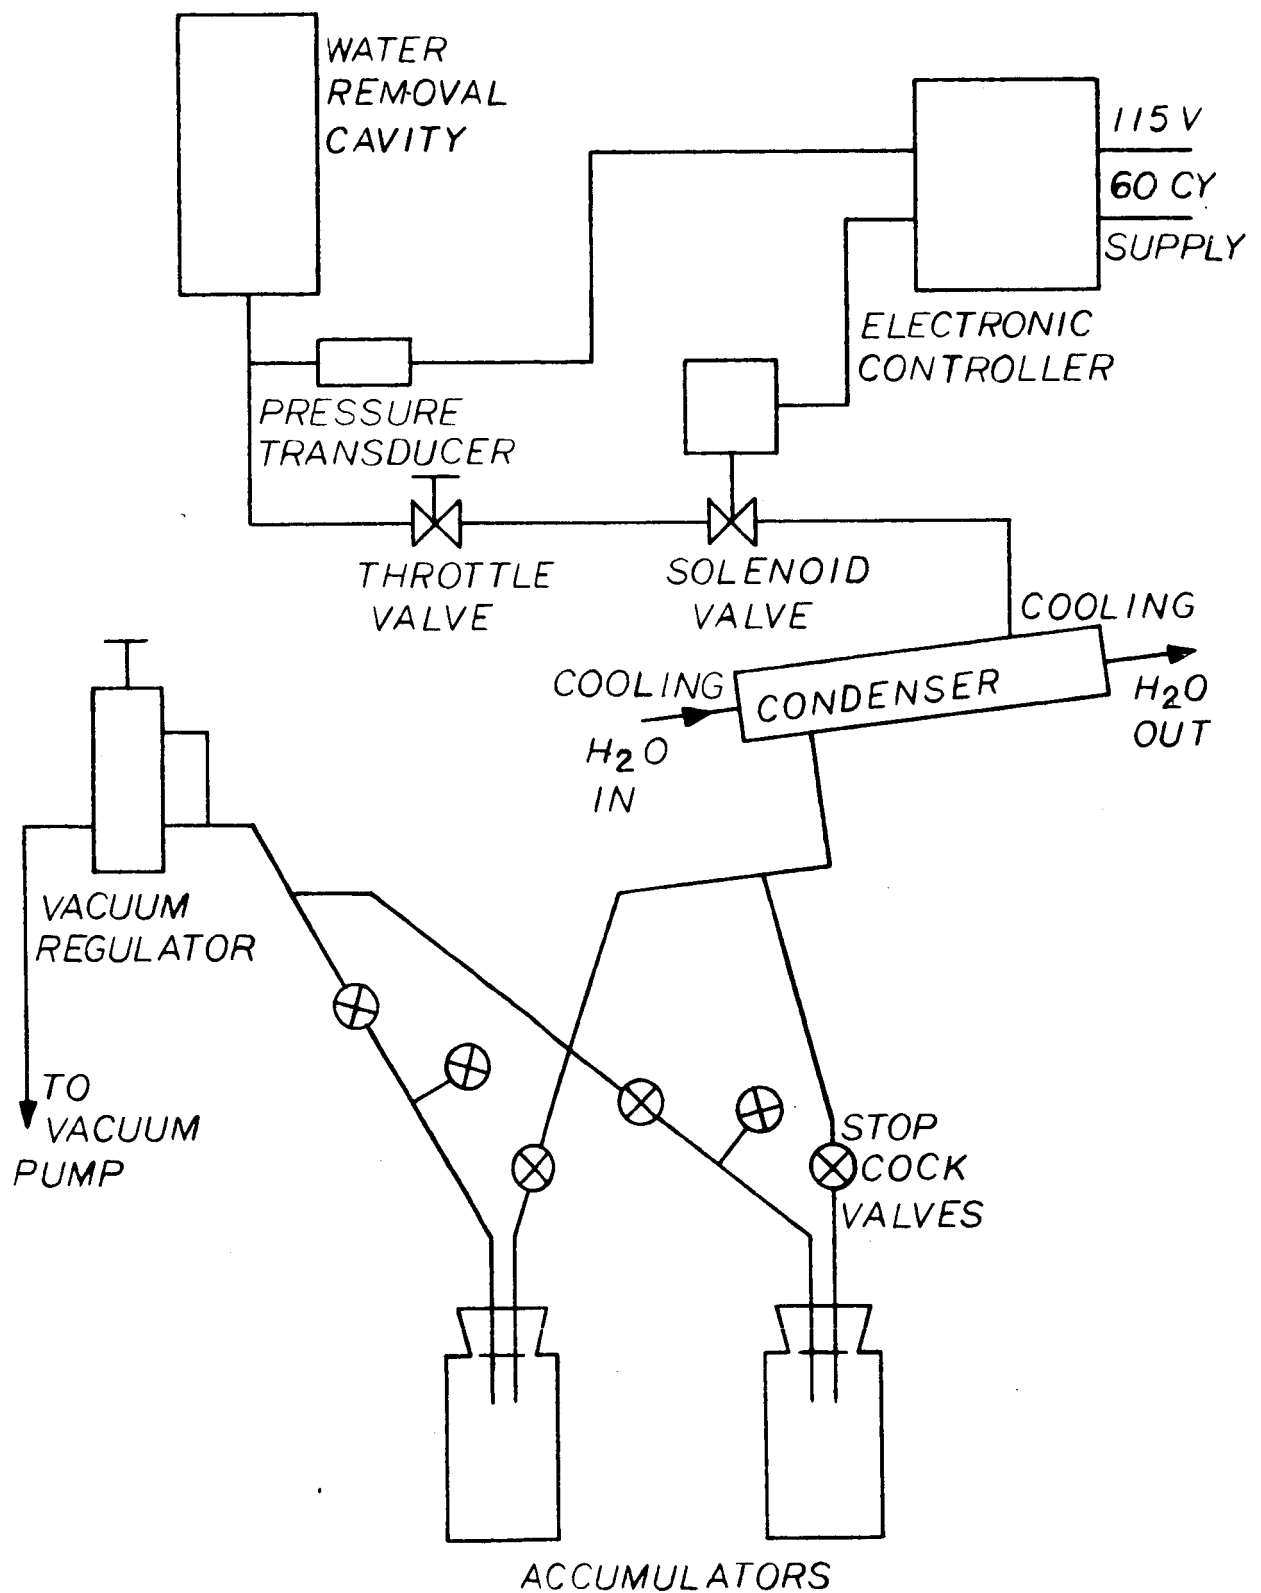 WATER
REMOVAL
CAVITY
115 V
60 CY
SUPPLY
ELECTRONIC
CONTROLLER
PRESSURE
TRANSDUCER
THROTTLE
VALVE
SOLENOID
VALVE
COOLING
H2O
OUT
COOLING
H2O
IN
CONDENSER
VACUUM
REGULATOR
TO
VACUUM
PUMP
STOP
COCK
VALVES
ACCUMULATORS